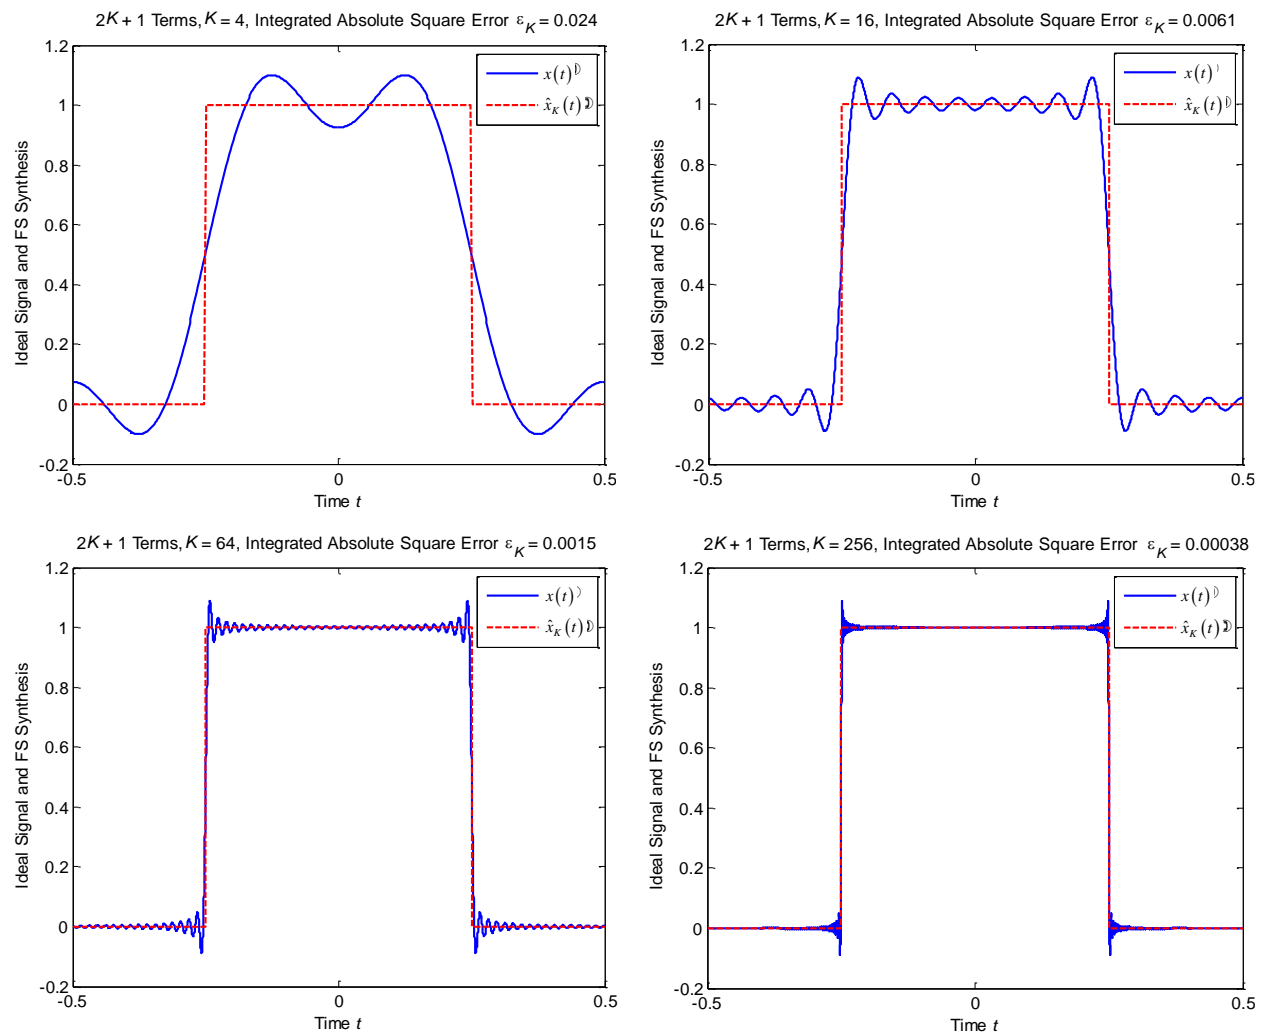 2K + 1 Terms, K = 4, Integrated Absolute Square Error ε_K = 0.024
1.2
1
0.8
0.6
0.4
0.2
0
-0.2
-0.5
0
0.5
Time t
Ideal Signal and FS Synthesis
x(t)
x̂_K(t)
2K + 1 Terms, K = 16, Integrated Absolute Square Error ε_K = 0.0061
1.2
1
0.8
0.6
0.4
0.2
0
-0.2
-0.5
0
0.5
Time t
Ideal Signal and FS Synthesis
x(t)
x̂_K(t)
2K + 1 Terms, K = 64, Integrated Absolute Square Error ε_K = 0.0015
1.2
1
0.8
0.6
0.4
0.2
0
-0.2
-0.5
0
0.5
Time t
Ideal Signal and FS Synthesis
x(t)
x̂_K(t)
2K + 1 Terms, K = 256, Integrated Absolute Square Error ε_K = 0.00038
1.2
1
0.8
0.6
0.4
0.2
0
-0.2
-0.5
0
0.5
Time t
Ideal Signal and FS Synthesis
x(t)
x̂_K(t)